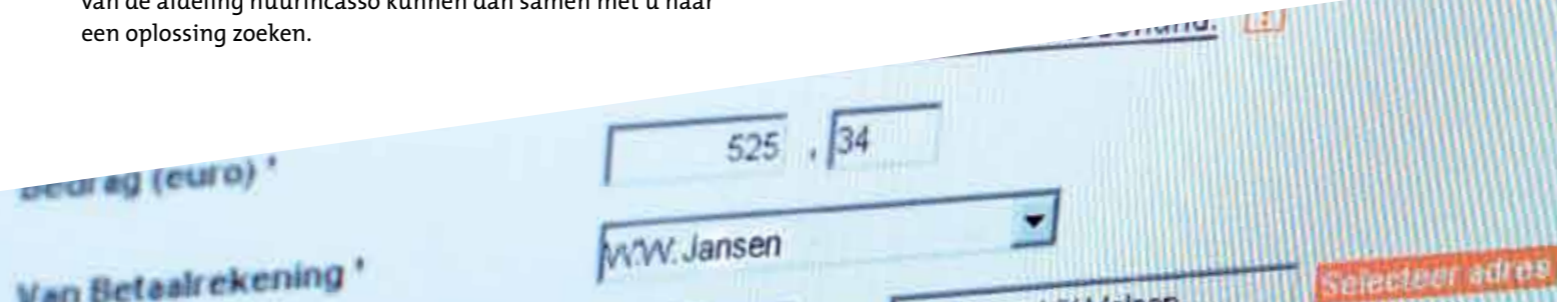 van de afdeling huurincasso kunnen dan samen met u naar
een oplossing zoeken.
Bedrag (euro) *
525 , 34
Van Betaalrekening *
W.W. Jansen
Selecteer adres